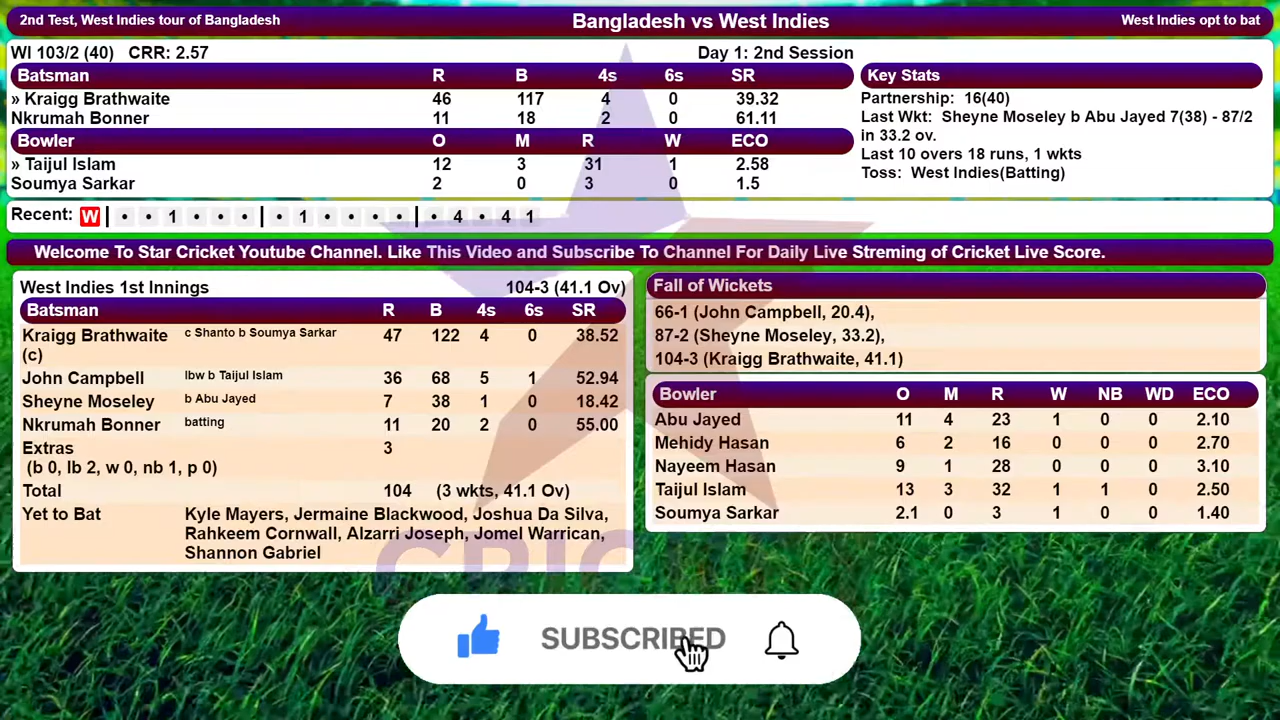 2nd Test, West Indies tour of Bangladesh Bangladesh vs West Indies West Indies opt to bat
WI 103/2 (40) CRR: 2.57 Day 1: 2nd Session
Batsman R B 4s 6s SR
» Kraigg Brathwaite 46 117 4 0 39.32
Nkrumah Bonner 11 18 2 0 61.11
Bowler O M R W ECO
» Taijul Islam 12 3 31 1 2.58
Soumya Sarkar 2 0 3 0 1.5
Key Stats
Partnership: 16(40)
Last Wkt: Sheyne Moseley b Abu Jayed 7(38) - 87/2
in 33.2 ov.
Last 10 overs 18 runs, 1 wkts
Toss: West Indies(Batting)
Recent: W | • • 1 • • • | • 1 • • • • | • 4 • 4 1
Welcome To Star Cricket Youtube Channel. Like This Video and Subscribe To Channel For Daily Live Streming of Cricket Live Score.
West Indies 1st Innings 104-3 (41.1 Ov)
Batsman R B 4s 6s SR
Kraigg Brathwaite c Shanto b Soumya Sarkar 47 122 4 0 38.52
(c)
John Campbell lbw b Taijul Islam 36 68 5 1 52.94
Sheyne Moseley b Abu Jayed 7 38 1 0 18.42
Nkrumah Bonner batting 11 20 2 0 55.00
Extras 3
(b 0, lb 2, w 0, nb 1, p 0)
Total 104 (3 wkts, 41.1 Ov)
Yet to Bat Kyle Mayers, Jermaine Blackwood, Joshua Da Silva,
Rahkeem Cornwall, Alzarri Joseph, Jomel Warrican,
Shannon Gabriel
Fall of Wickets
66-1 (John Campbell, 20.4),
87-2 (Sheyne Moseley, 33.2),
104-3 (Kraigg Brathwaite, 41.1)
Bowler O M R W NB WD ECO
Abu Jayed 11 4 23 1 0 0 2.10
Mehidy Hasan 6 2 16 0 0 0 2.70
Nayeem Hasan 9 1 28 0 0 0 3.10
Taijul Islam 13 3 32 1 1 0 2.50
Soumya Sarkar 2.1 0 3 1 0 0 1.40
SUBSCRIBED